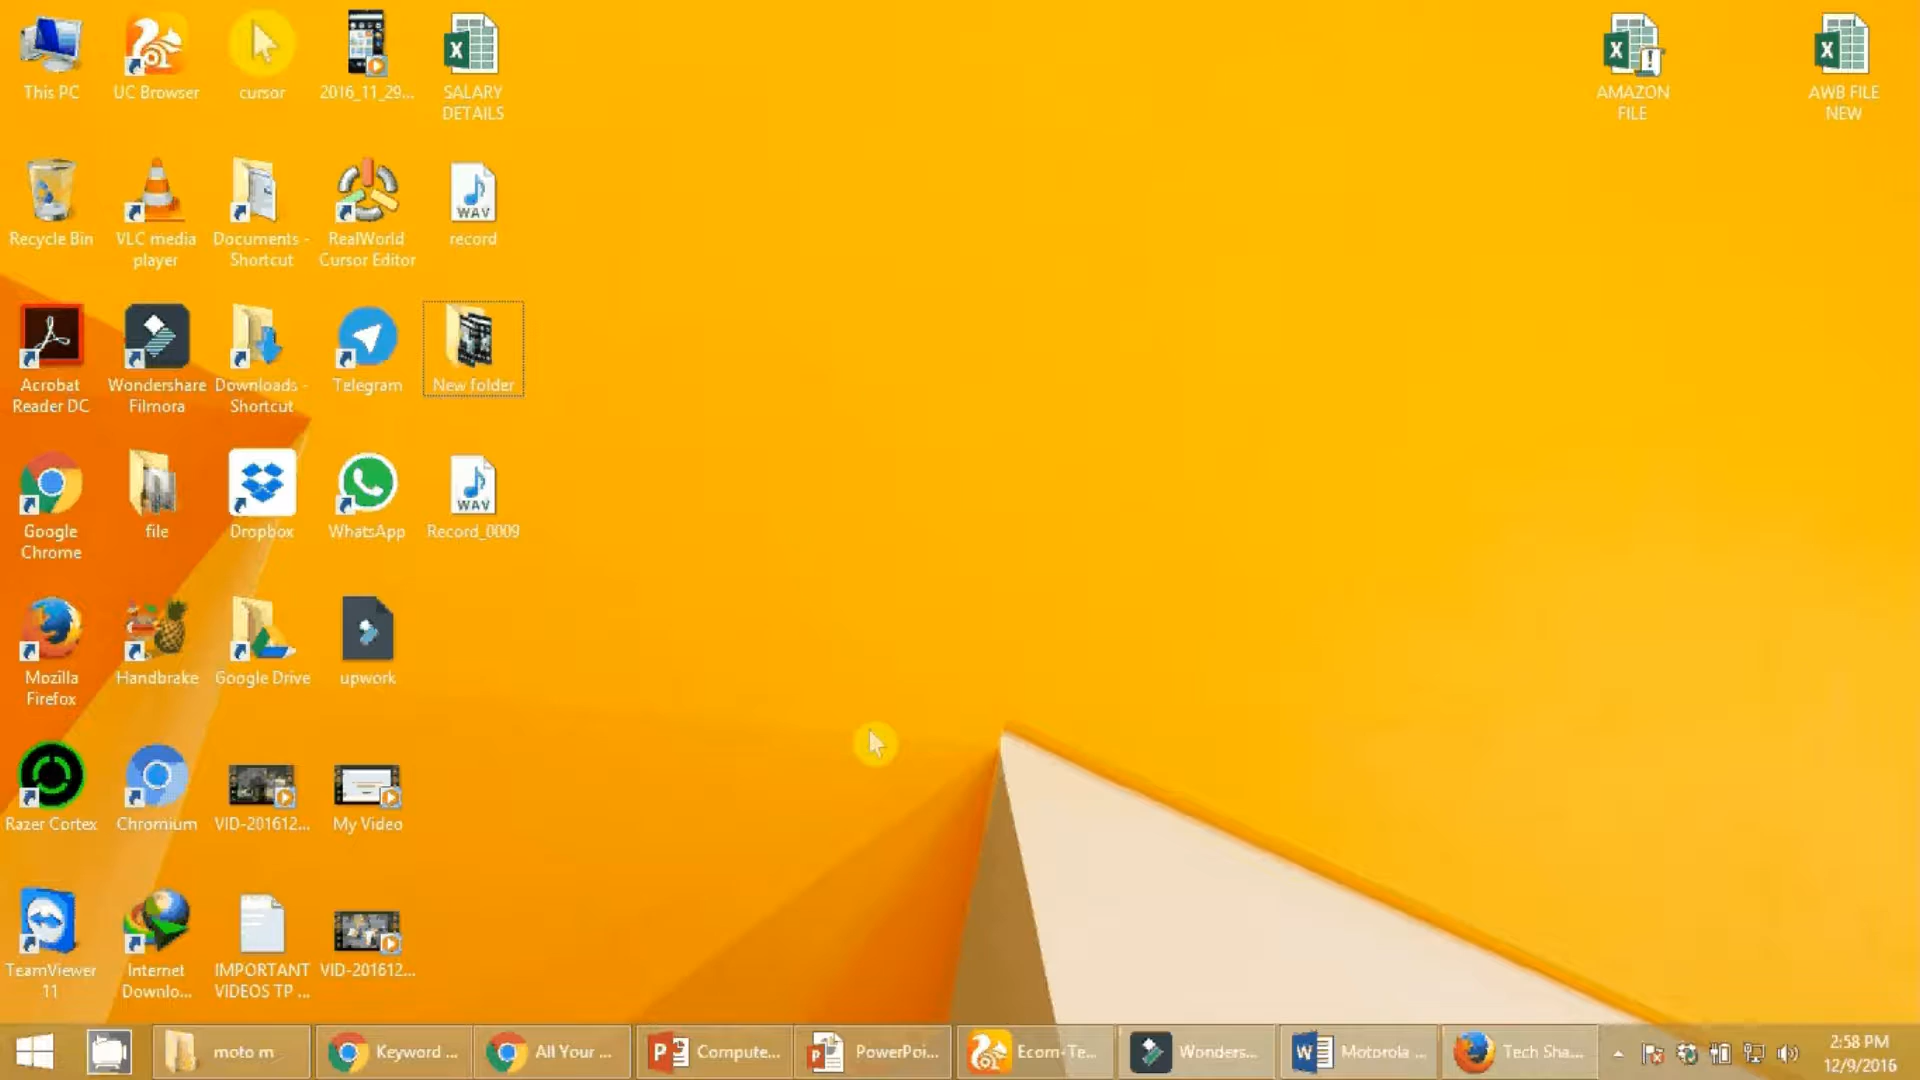 This PC
UC Browser
cursor
2016_11_29...
SALARY
DETAILS
AMAZON
FILE
AWB FILE
NEW
Recycle Bin
VLC media
player
Documents -
Shortcut
RealWorld
Cursor Editor
WAV
record
Acrobat
Reader DC
Wondershare
Filmora
Downloads -
Shortcut
Telegram
New folder
Google
Chrome
file
Dropbox
WhatsApp
WAV
Record_0009
Mozilla
Firefox
Handbrake
Google Drive
upwork
Razer Cortex
Chromium
VID-201612...
My Video
TeamViewer
11
Internet
Downlo...
IMPORTANT
VIDEOS TP ...
VID-201612...
moto m
Keyword ...
All Your ...
Compute...
PowerPoi...
Ecom-Te...
Wonders...
Motorola ...
Tech Sha...
2:58 PM
12/9/2016